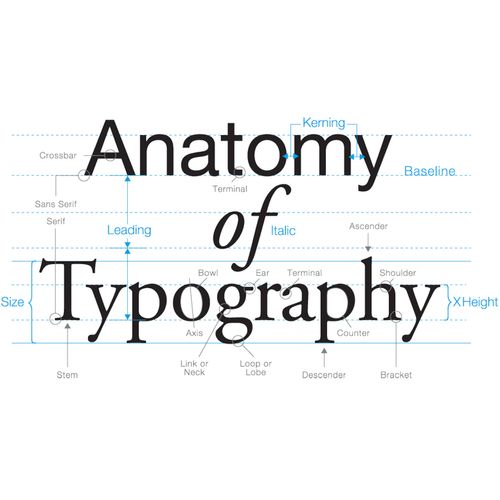 Kerning
Anatomy
Crossbar
Baseline
Terminal
Sans Serif
Serif
Leading
of
Italic
Ascender
Typography
Bowl
Ear
Terminal
Shoulder
Size
XHeight
Axis
Counter
Link or
Neck
Loop or
Lobe
Stem
Descender
Bracket